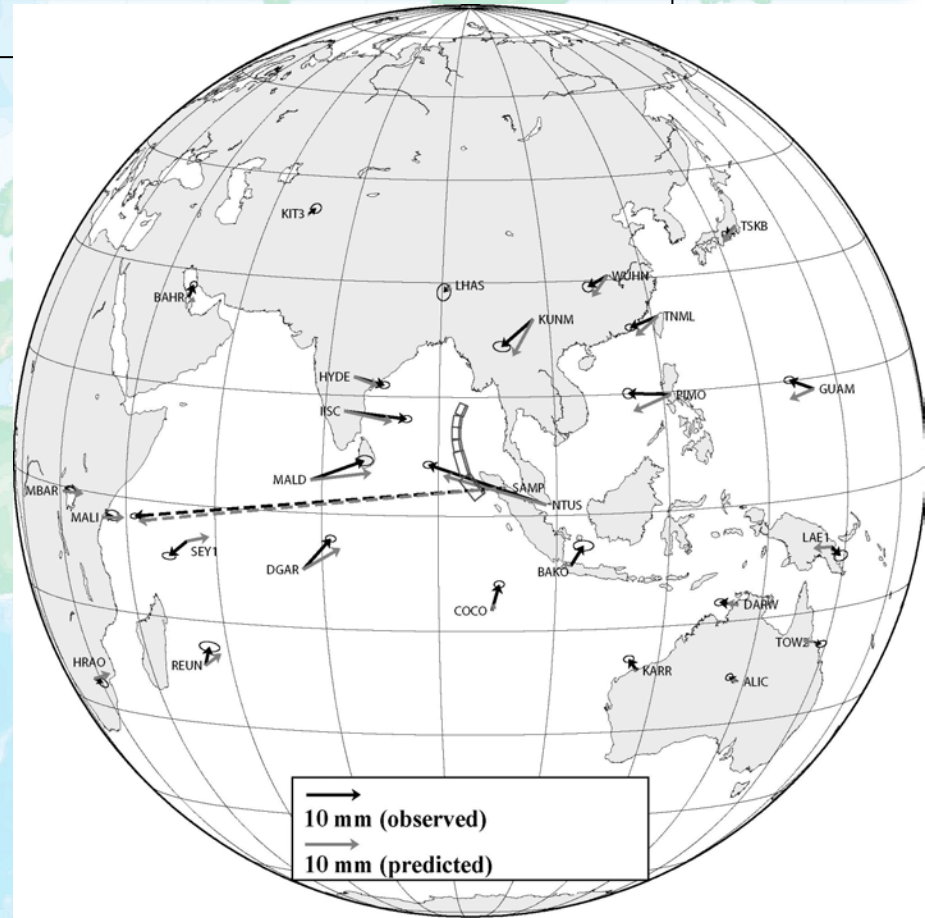 TSKB
KIT3
WUHN
LHAS
BAHR
KUNM
TNML
HYDE
GUAM
PIMO
IISC
MALD
SAMP
MBAR
NTUS
MALI
LAE1
SEY1
DGAR
BAKO
COCO
DARW
TOW2
HRAO
REUN
KARR
ALIC
10 mm (observed)
10 mm (predicted)